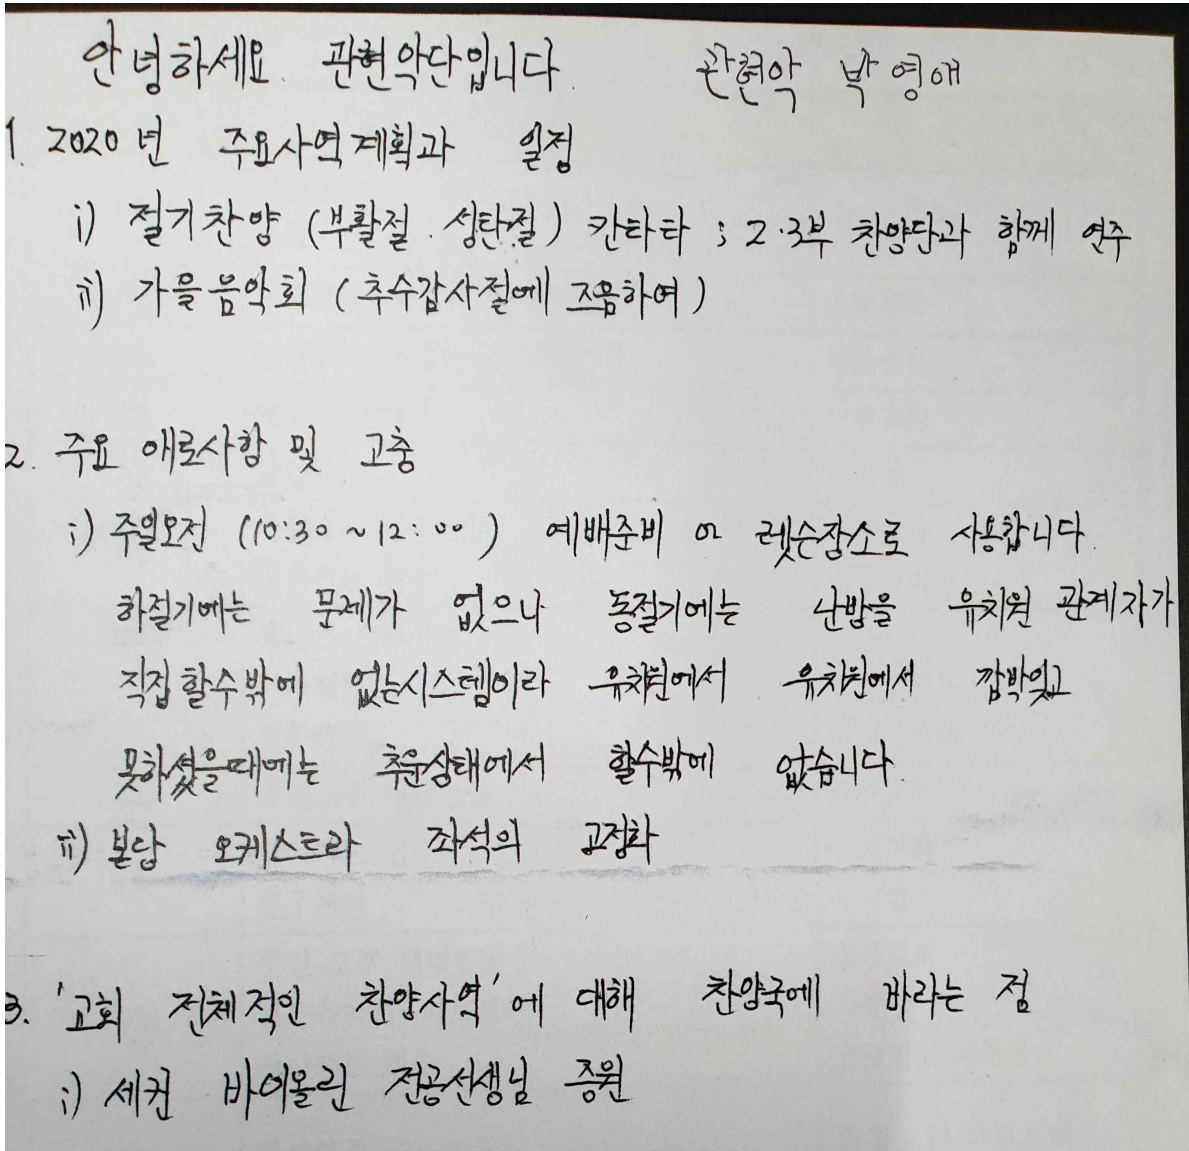 안녕하세요. 관현악단입니다. 관현악 박영애
1. 2020년 주요사역계획과 일정
i) 절기찬양 (부활절. 성탄절) 칸타타 ; 2.3부 찬양단과 함께 연주
ii) 가을음악회 (추수감사절에 즈음하여)
2. 주요 애로사항 및 고충
i) 주일오전 (10:30 ~ 12:00) 예배준비 or 렛슨장소로 사용합니다.
하절기에는 문제가 없으나 동절기에는 난방을 유치원 관계자가
직접할수밖에 없는시스템이라 유치원에서 유치원에서 깜박잊고
못하셨을때에는 추운상태에서 할수밖에 없습니다.
ii) 본당 오케스트라 좌석의 고정화
3. '교회 전체적인 찬양사역'에 대해 찬양국에 바라는 점
i) 세컨 바이올린 전공선생님 증원